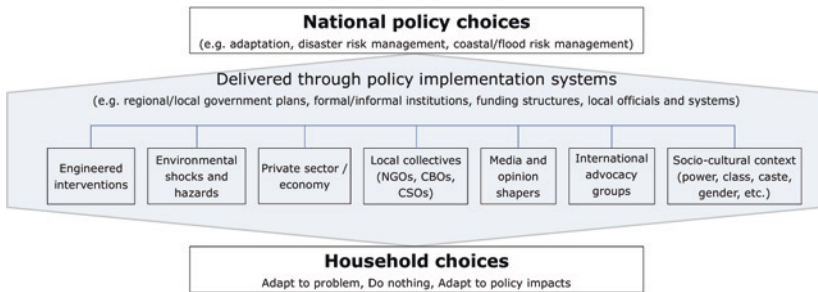 National policy choices
(e.g. adaptation, disaster risk management, coastal/flood risk management)
Delivered through policy implementation systems
(e.g. regional/local government plans, formal/informal institutions, funding structures, local officials and systems)
Engineered
interventions
Environmental
shocks and
hazards
Private sector /
economy
Local collectives
(NGOs, CBOs,
CSOs)
Media and
opinion
shapers
International
advocacy
groups
Socio-cultural context
(power, class, caste,
gender, etc.)
Household choices
Adapt to problem, Do nothing, Adapt to policy impacts